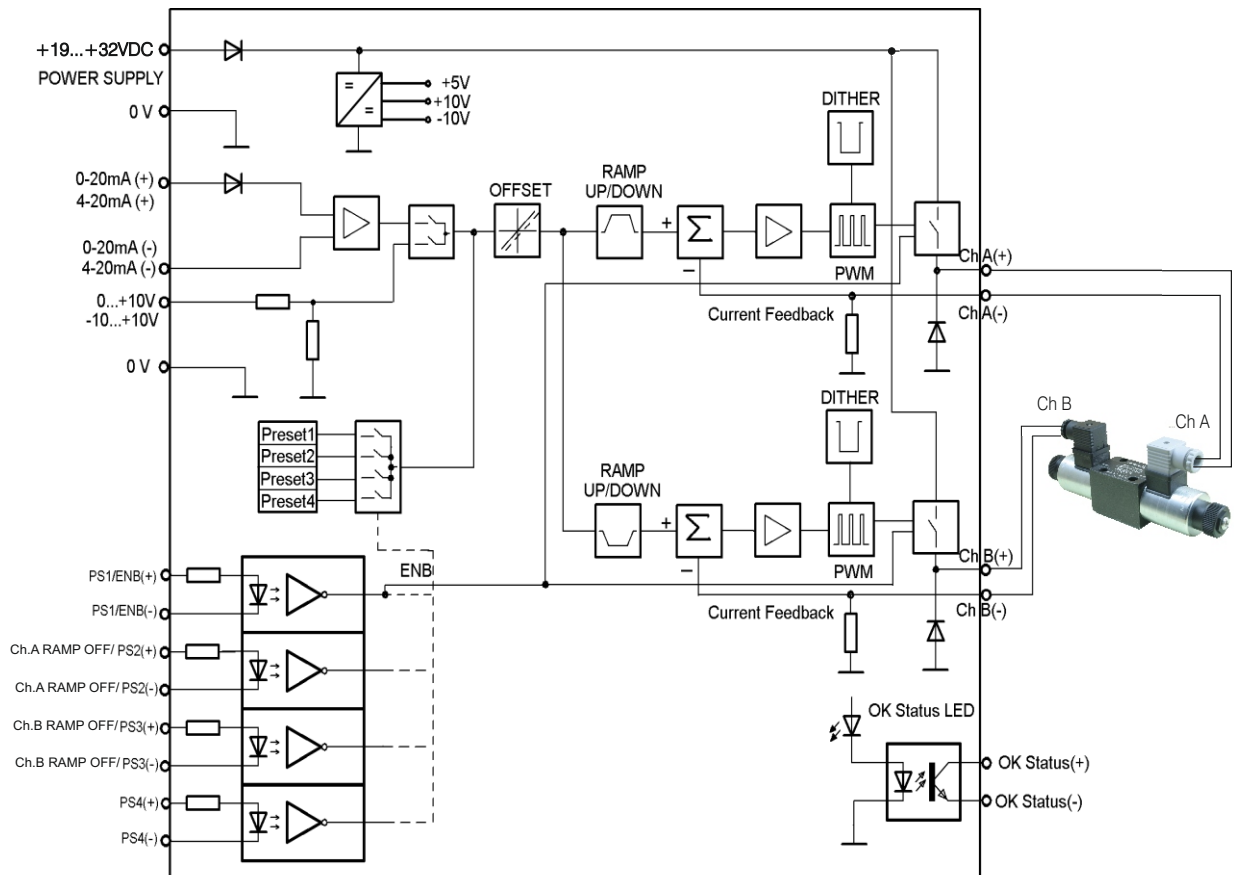 +19...+32VDC
POWER SUPPLY
0 V
=
=
+5V
+10V
-10V
0-20mA (+)
4-20mA (+)
0-20mA (-)
4-20mA (-)
0...+10V
-10...+10V
0 V
OFFSET
RAMP
UP/DOWN
+
Σ
−
DITHER
PWM
Current Feedback
Ch A(+)
Ch A(-)
Preset1
Preset2
Preset3
Preset4
RAMP
UP/DOWN
+
Σ
−
DITHER
PWM
Current Feedback
Ch B(+)
Ch B(-)
Ch B
Ch A
ENB
PS1/ENB(+)
PS1/ENB(-)
Ch.A RAMP OFF/ PS2(+)
Ch.A RAMP OFF/ PS2(-)
Ch.B RAMP OFF/ PS3(+)
Ch.B RAMP OFF/ PS3(-)
PS4(+)
PS4(-)
OK Status LED
OK Status(+)
OK Status(-)